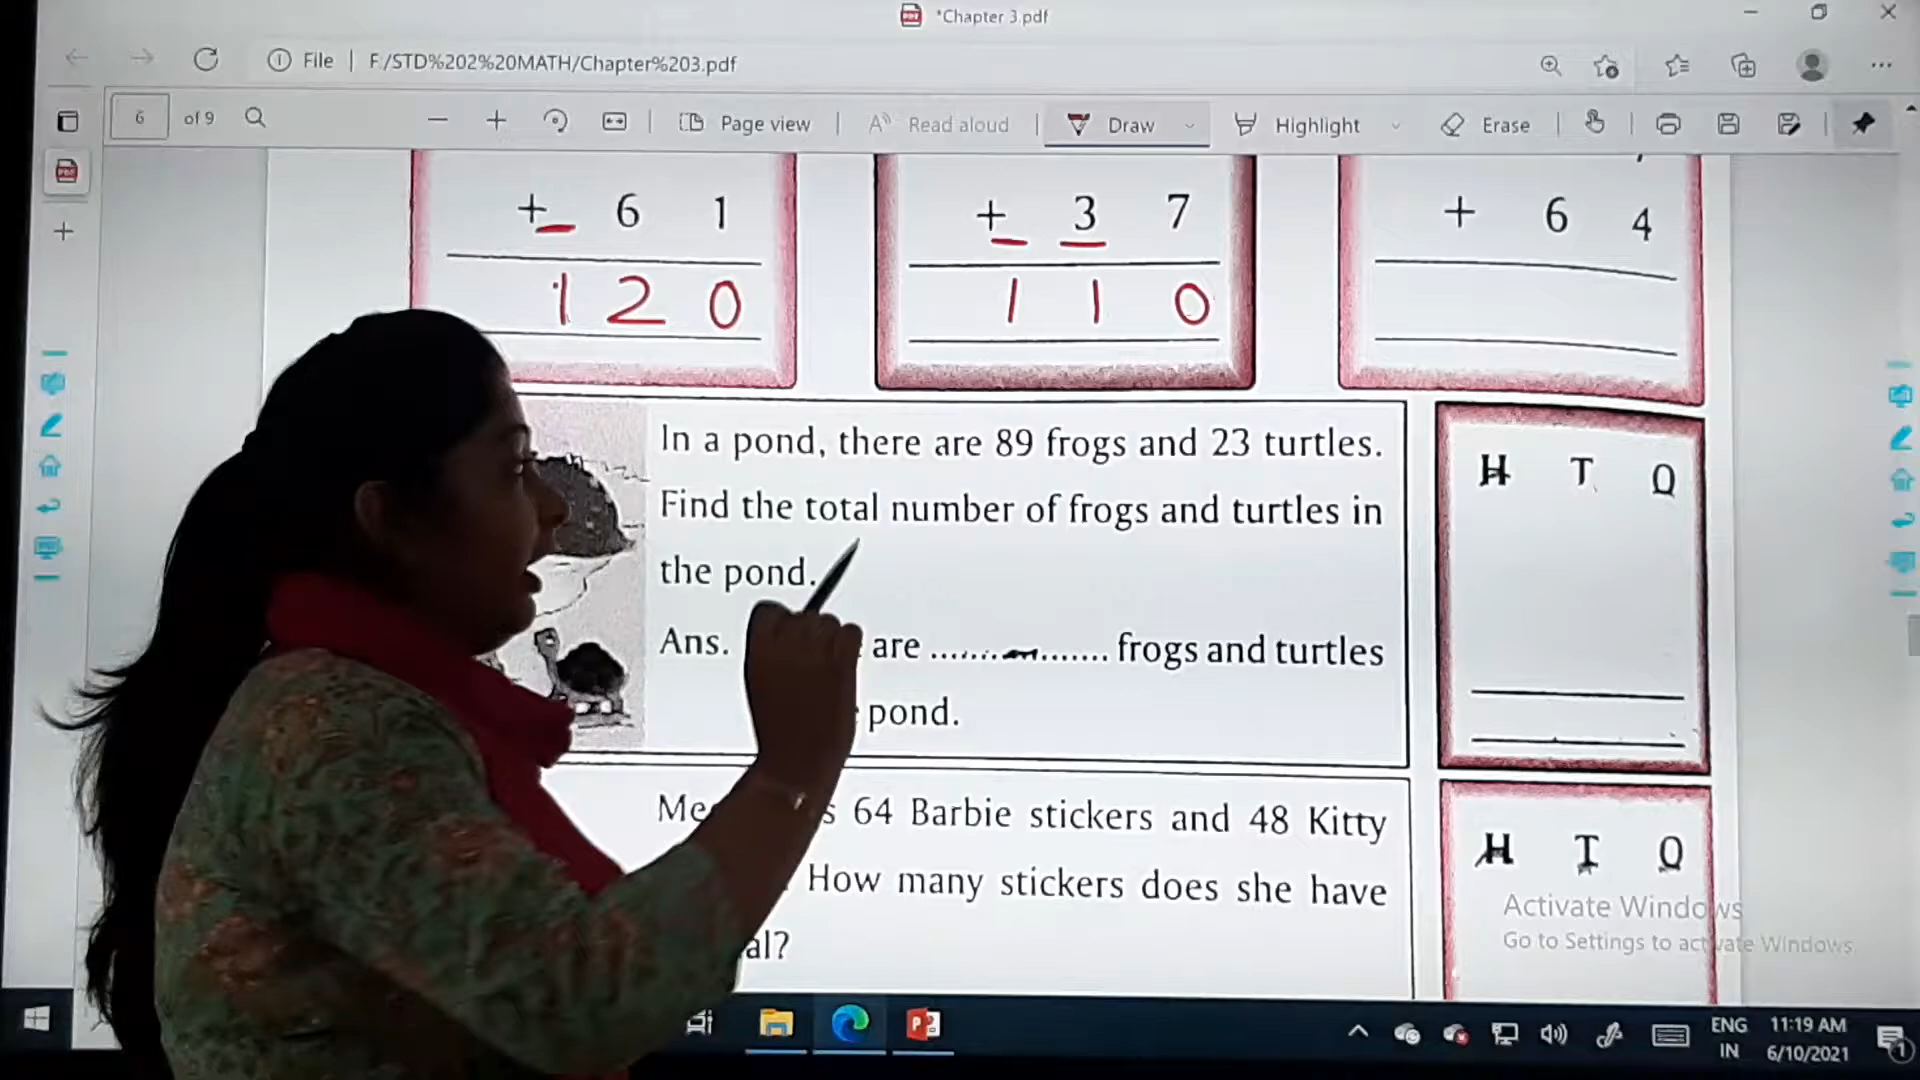 *Chapter 3.pdf
File | F:/STD%202%20MATH/Chapter%203.pdf
6 of 9
Page view
Read aloud
Draw
Highlight
Erase
+ 6 1
1 2 0
+ 3 7
1 1 0
+ 6 4
In a pond, there are 89 frogs and 23 turtles.
Find the total number of frogs and turtles in
the pond.
Ans. are ................. frogs and turtles
pond.
H T O
64 Barbie stickers and 48 Kitty
How many stickers does she have
H T O
Activate Windows
Go to Settings to activate Windows.
ENG
IN
11:19 AM
6/10/2021
1